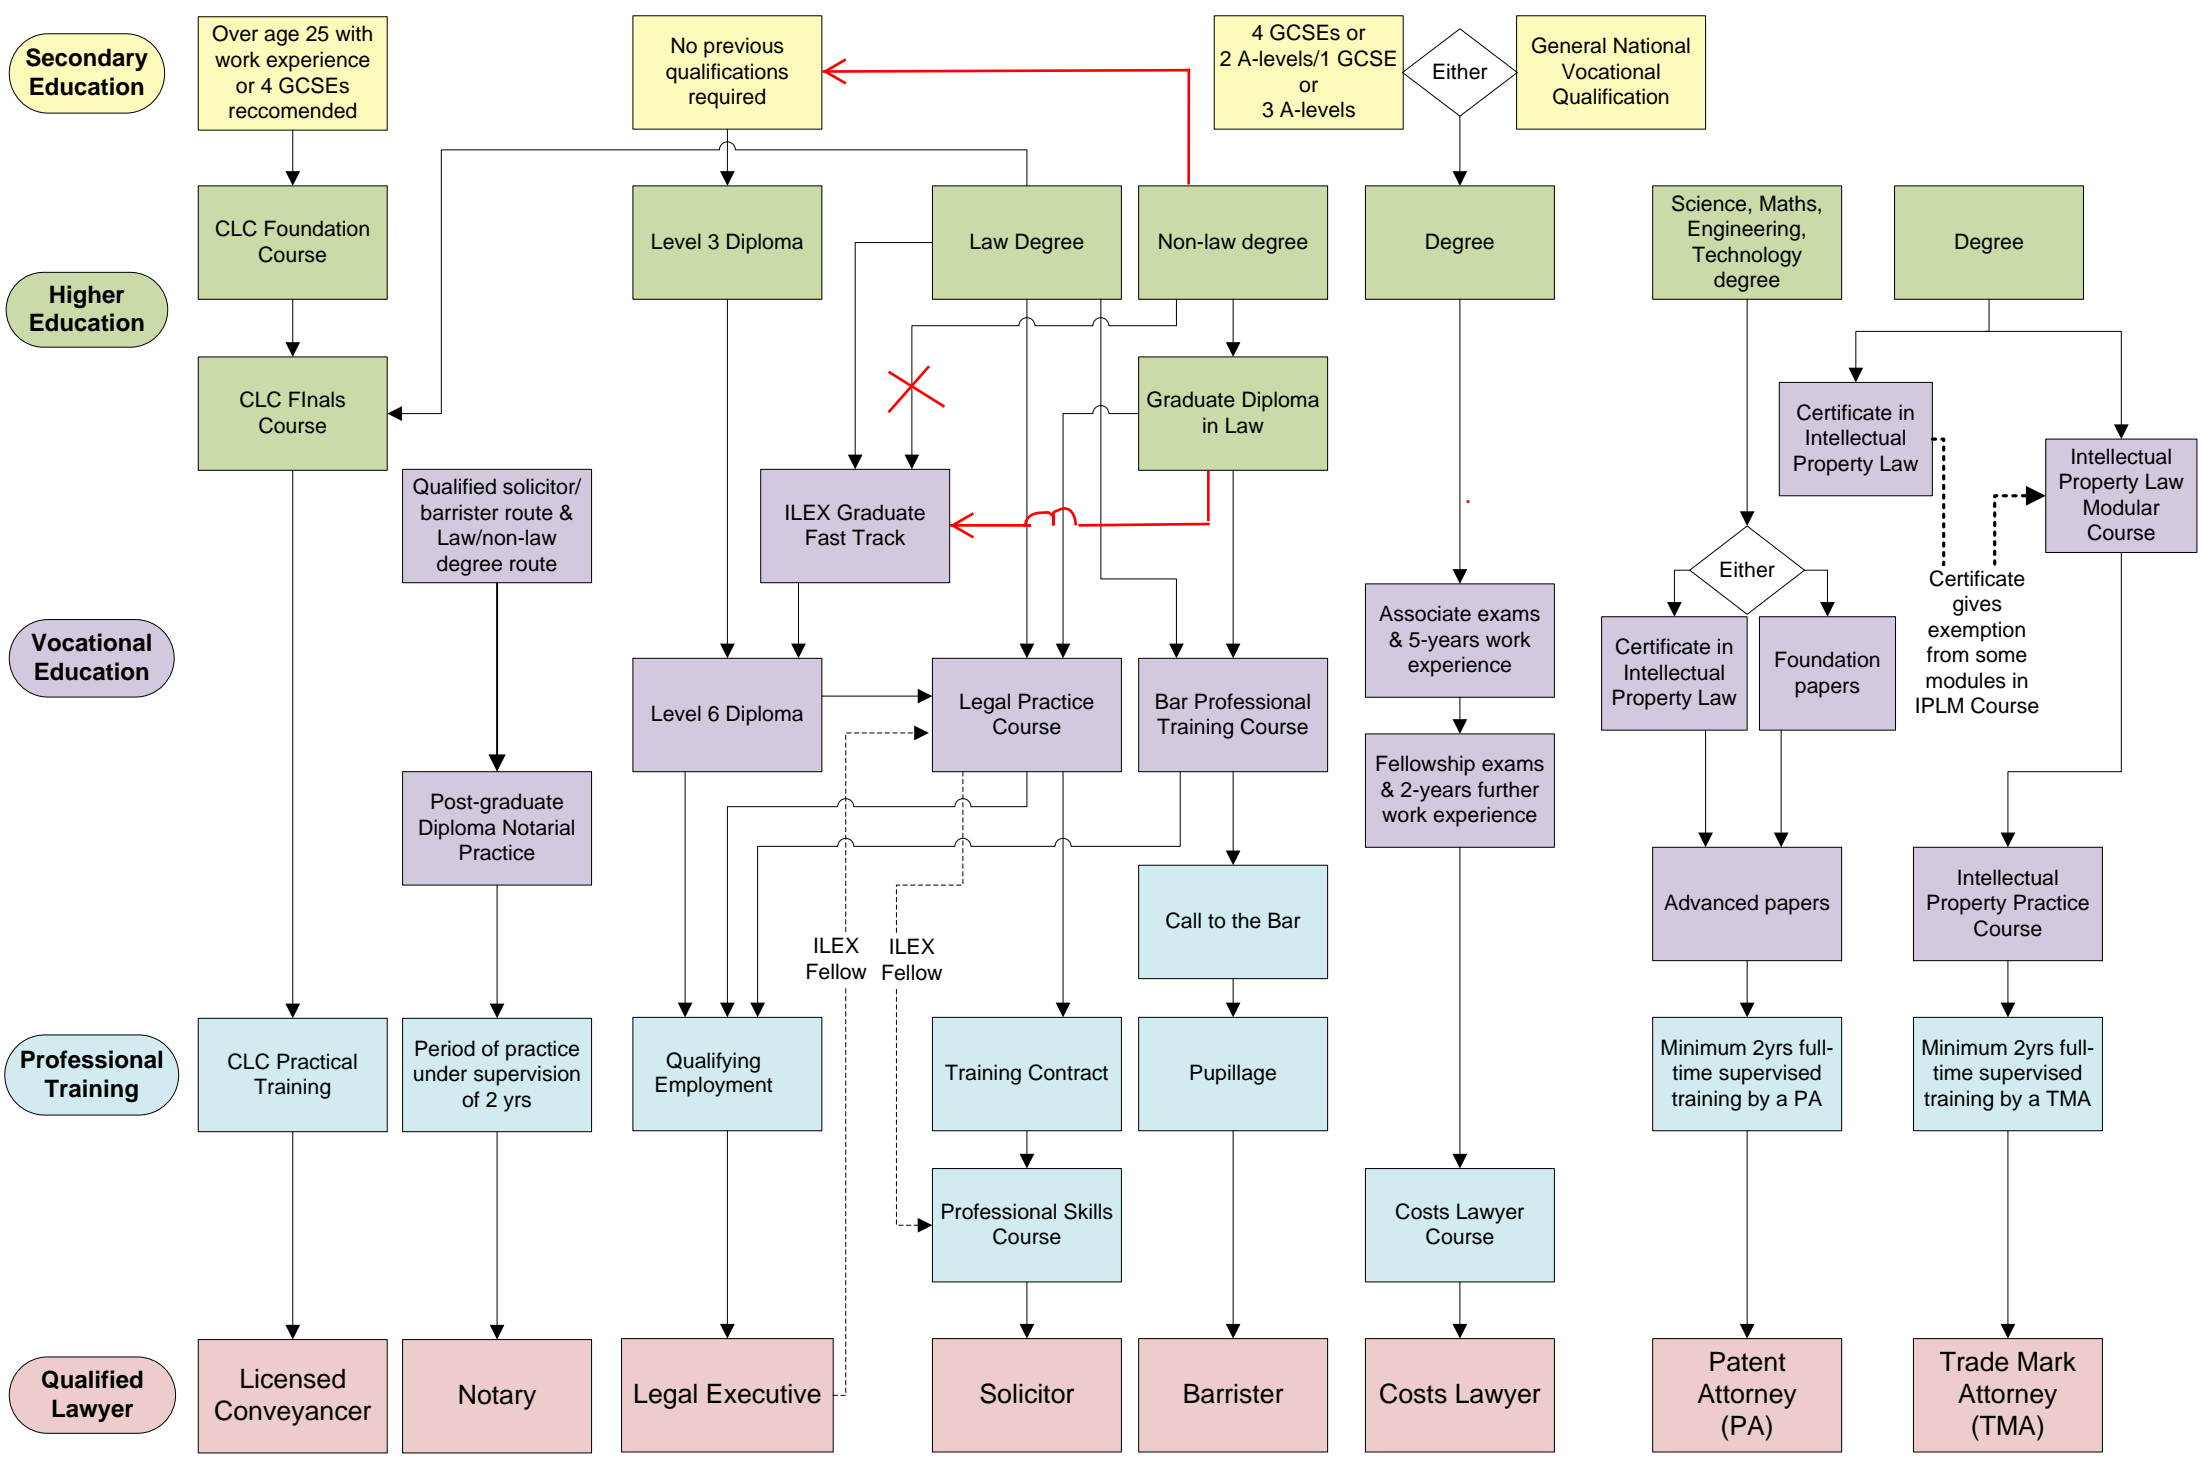 Secondary
Education
Over age 25 with
work experience
or 4 GCSEs
reccomended
No previous
qualifications
required
4 GCSEs or
2 A-levels/1 GCSE
or
3 A-levels
Either
General National
Vocational
Qualification
Higher
Education
CLC Foundation
Course
Level 3 Diploma
Law Degree
Non-law degree
Degree
Science, Maths,
Engineering,
Technology
degree
Degree
CLC FInals
Course
Graduate Diploma
in Law
Certificate in
Intellectual
Property Law
Intellectual
Property Law
Modular
Course
Vocational
Education
Qualified solicitor/
barrister route &
Law/non-law
degree route
ILEX Graduate
Fast Track
Either
Certificate
gives
exemption
from some
modules in
IPLM Course
Associate exams
& 5-years work
experience
Certificate in
Intellectual
Property Law
Foundation
papers
Level 6 Diploma
Legal Practice
Course
Bar Professional
Training Course
Fellowship exams
& 2-years further
work experience
Post-graduate
Diploma Notarial
Practice
Call to the Bar
Advanced papers
Intellectual
Property Practice
Course
ILEX
Fellow
ILEX
Fellow
Professional
Training
CLC Practical
Training
Period of practice
under supervision
of 2 yrs
Qualifying
Employment
Training Contract
Pupillage
Minimum 2yrs full-
time supervised
training by a PA
Minimum 2yrs full-
time supervised
training by a TMA
Professional Skills
Course
Costs Lawyer
Course
Qualified
Lawyer
Licensed
Conveyancer
Notary
Legal Executive
Solicitor
Barrister
Costs Lawyer
Patent
Attorney
(PA)
Trade Mark
Attorney
(TMA)